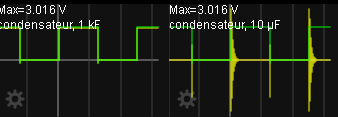 Max=3.016 V
condensateur, 1 kF
Max=3.016 V
condensateur, 10 µF